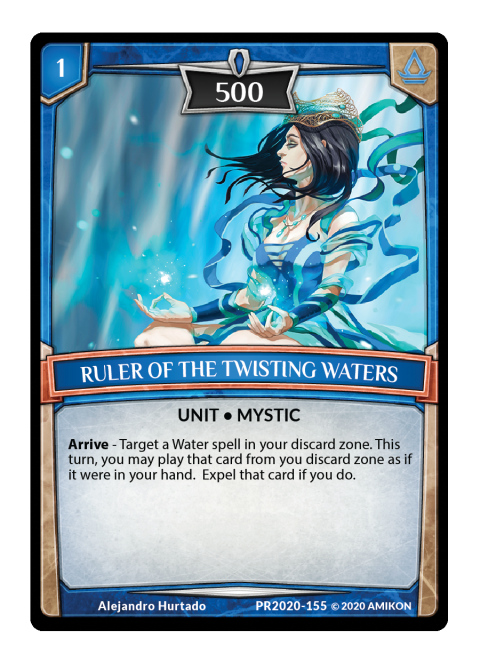 1
500
RULER OF THE TWISTING WATERS
UNIT • MYSTIC
Arrive - Target a Water spell in your discard zone. This
turn, you may play that card from you discard zone as if
it were in your hand. Expel that card if you do.
Alejandro Hurtado PR2020-155 © 2020 AMIKON